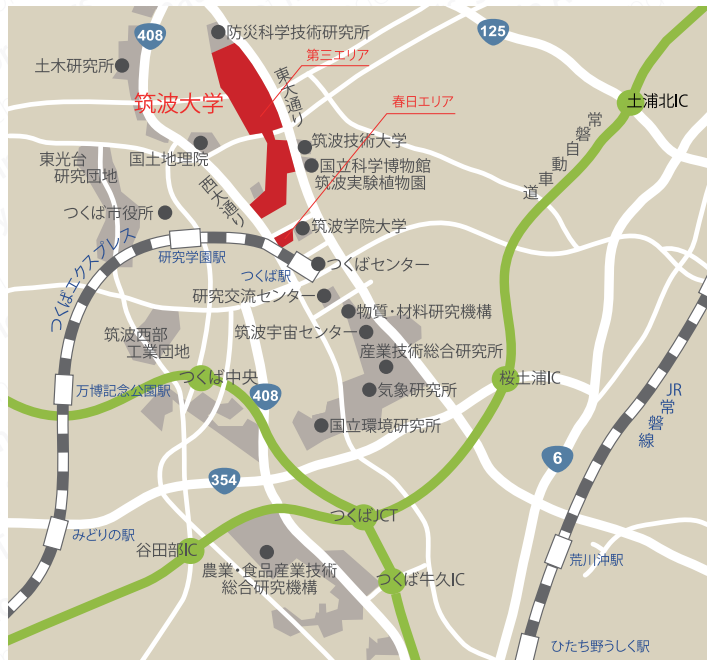 408
防災科学技術研究所
125
土木研究所
第三エリア
東大通り
筑波大学
春日エリア
土浦北IC
常磐自動車道
筑波技術大学
国土地理院
東光台
研究団地
国立科学博物館
筑波実験植物園
西大通り
つくば市役所
筑波学院大学
つくばエクスプレス
研究学園駅
つくば駅
つくばセンター
研究交流センター
物質・材料研究機構
筑波宇宙センター
筑波西部
工業団地
産業技術総合研究所
つくば中央
万博記念公園駅
408
気象研究所
桜土浦IC
JR常磐線
国立環境研究所
6
354
つくばJCT
みどりの駅
谷田部IC
荒川沖駅
農業・食品産業技術
総合研究機構
つくば牛久IC
ひたち野うしく駅